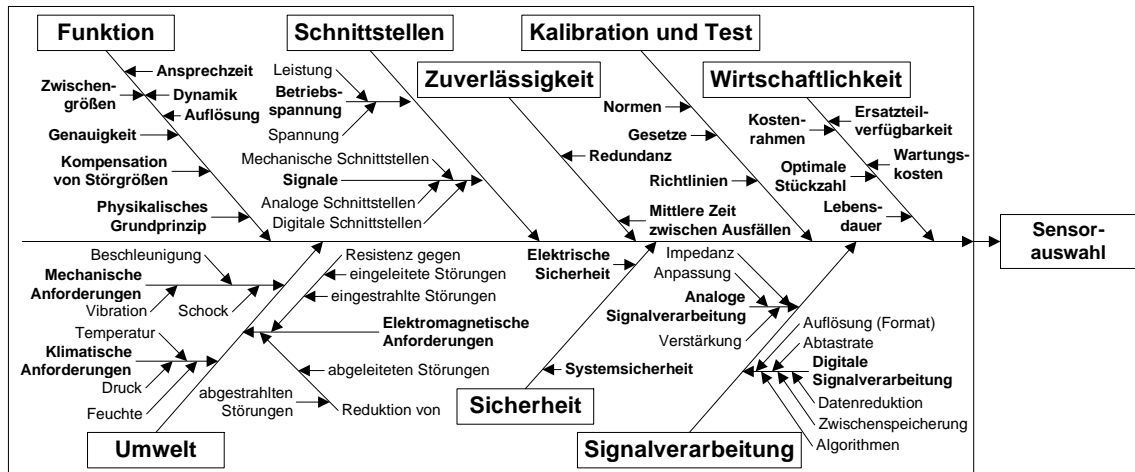 Funktion
Ansprechzeit
Zwischen-
größen
Dynamik
Auflösung
Genauigkeit
Kompensation
von Störgrößen
Physikalisches
Grundprinzip
Schnittstellen
Leistung
Betriebs-
spannung
Spannung
Mechanische Schnittstellen
Signale
Analoge Schnittstellen
Digitale Schnittstellen
Zuverlässigkeit
Redundanz
Mittlere Zeit
zwischen Ausfällen
Kalibration und Test
Normen
Gesetze
Richtlinien
Wirtschaftlichkeit
Ersatzteil-
verfügbarkeit
Kosten-
rahmen
Wartungs-
kosten
Optimale
Stückzahl
Lebens-
dauer
Sensor-
auswahl
Beschleunigung
Mechanische
Anforderungen
Vibration
Schock
Temperatur
Klimatische
Anforderungen
Druck
Feuchte
Resistenz gegen
eingeleitete Störungen
eingestrahlte Störungen
Elektromagnetische
Anforderungen
abgeleiteten Störungen
abgestrahlten
Störungen
Reduktion von
Umwelt
Elektrische
Sicherheit
Systemsicherheit
Sicherheit
Impedanz
Anpassung
Analoge
Signalverarbeitung
Verstärkung
Auflösung (Format)
Abtastrate
Digitale
Signalverarbeitung
Datenreduktion
Zwischenspeicherung
Algorithmen
Signalverarbeitung